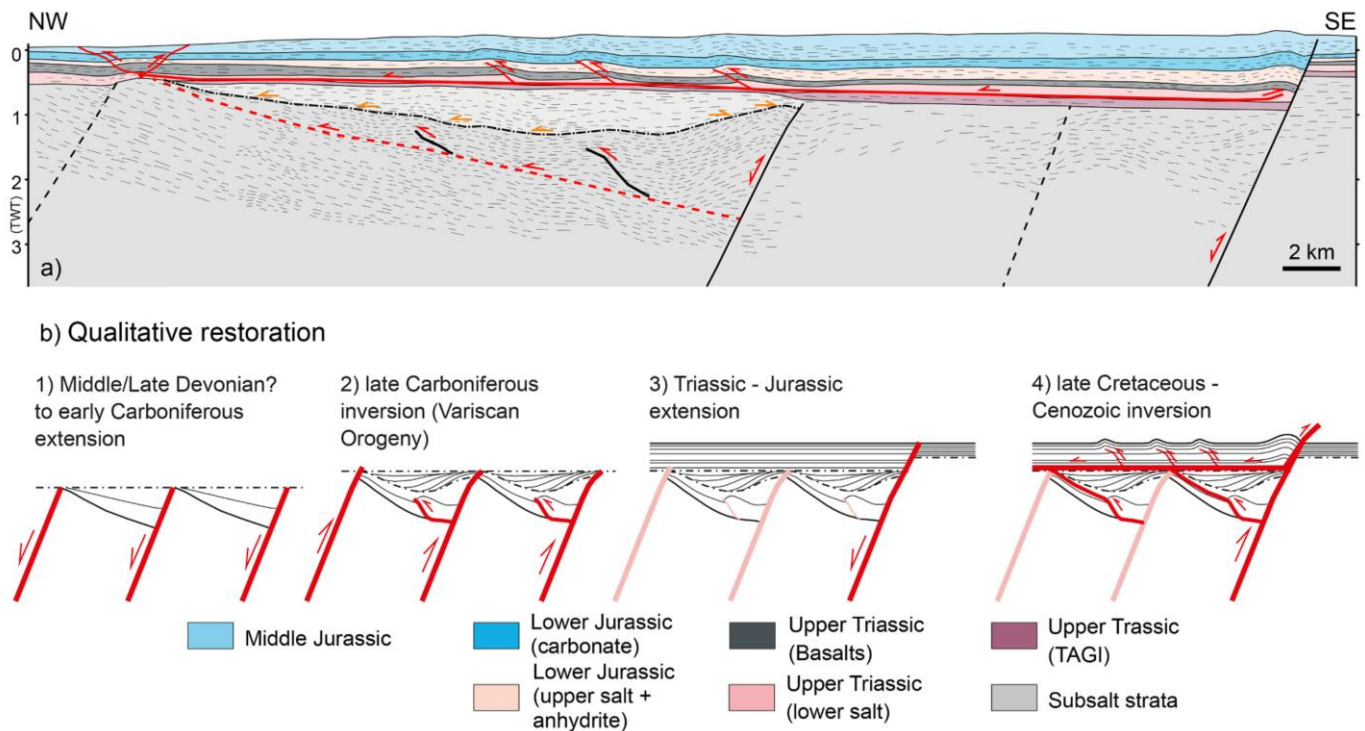 NW
SE
0
1
2
(TWT)
3
a)
2 km
b) Qualitative restoration
1) Middle/Late Devonian?
to early Carboniferous
extension
2) late Carboniferous
inversion (Variscan
Orogeny)
3) Triassic - Jurassic
extension
4) late Cretaceous -
Cenozoic inversion
Middle Jurassic
Lower Jurassic
(carbonate)
Lower Jurassic
(upper salt +
anhydrite)
Upper Triassic
(Basalts)
Upper Triassic
(lower salt)
Upper Trassic
(TAGI)
Subsalt strata